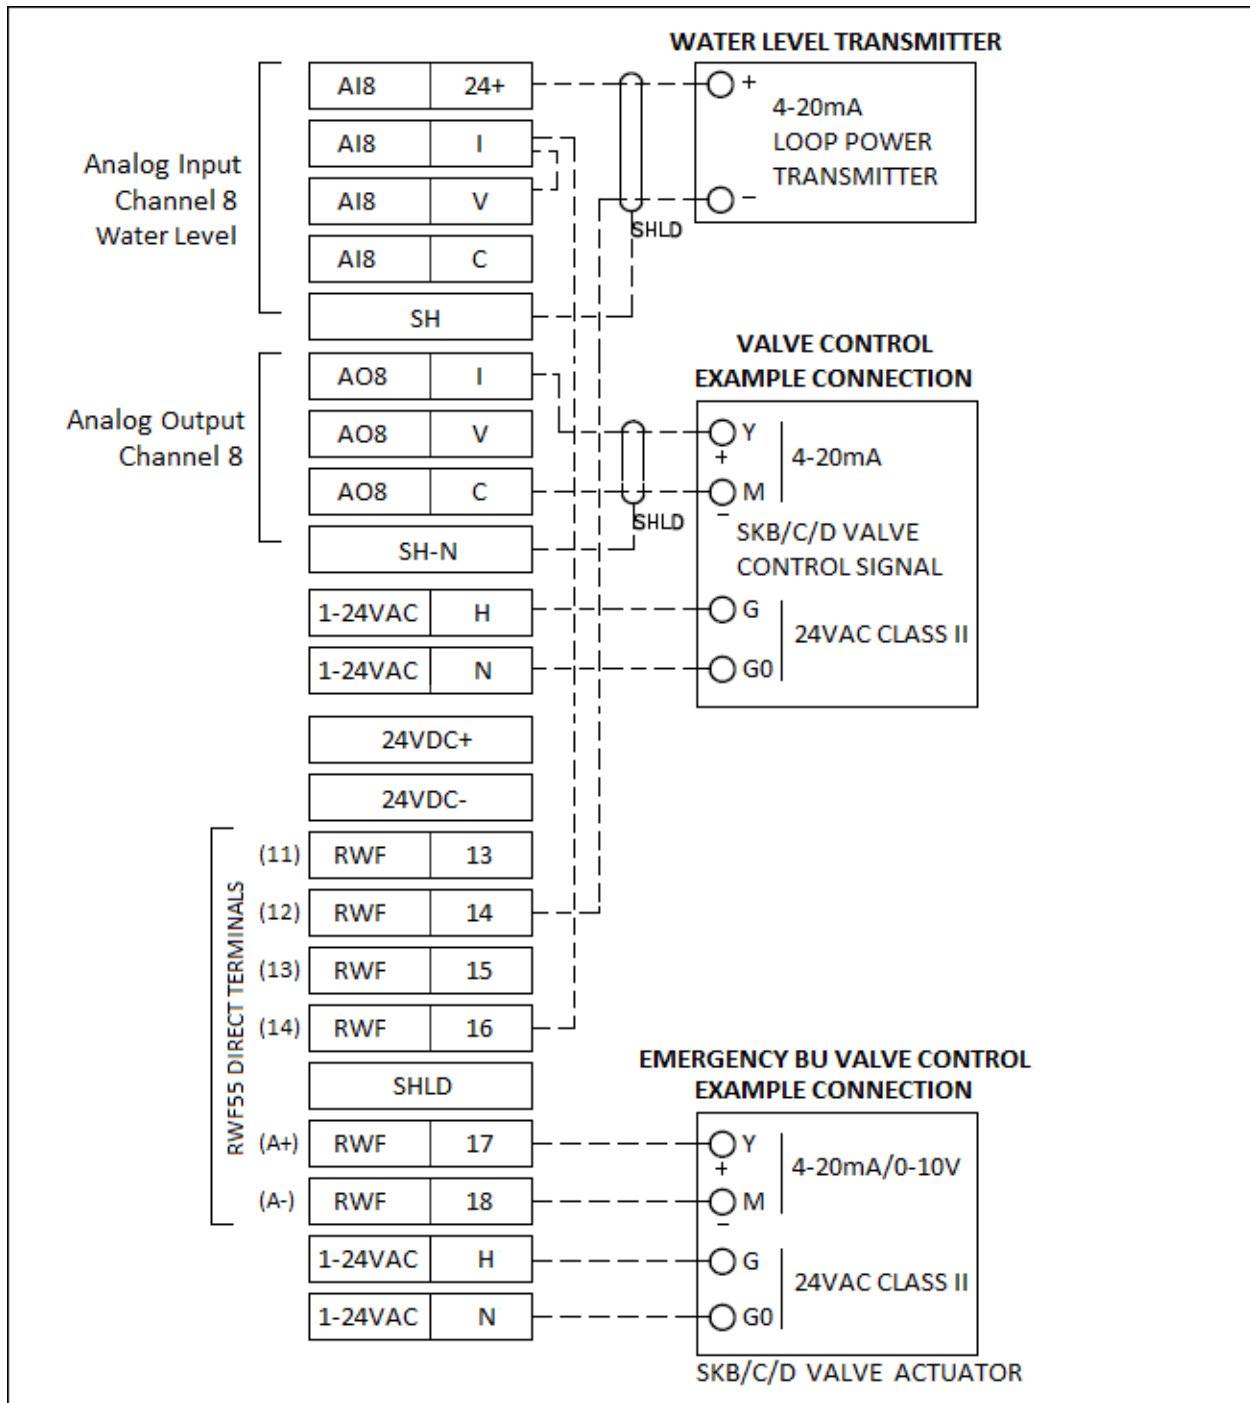 WATER LEVEL TRANSMITTER
AI8 24+
+
4-20mA
LOOP POWER
TRANSMITTER
−
Analog Input
Channel 8
Water Level
AI8 I
AI8 V
AI8 C
SH
SHLD
VALVE CONTROL
EXAMPLE CONNECTION
Analog Output
Channel 8
AO8 I
AO8 V
AO8 C
SH-N
SHLD
Y
+
4-20mA
M
−
SKB/C/D VALVE
CONTROL SIGNAL
1-24VAC H
1-24VAC N
G
24VAC CLASS II
G0
24VDC+
24VDC-
RWF55 DIRECT TERMINALS
(11) RWF 13
(12) RWF 14
(13) RWF 15
(14) RWF 16
SHLD
(A+) RWF 17
(A-) RWF 18
1-24VAC H
1-24VAC N
EMERGENCY BU VALVE CONTROL
EXAMPLE CONNECTION
Y
+
4-20mA/0-10V
M
−
G
24VAC CLASS II
G0
SKB/C/D VALVE ACTUATOR